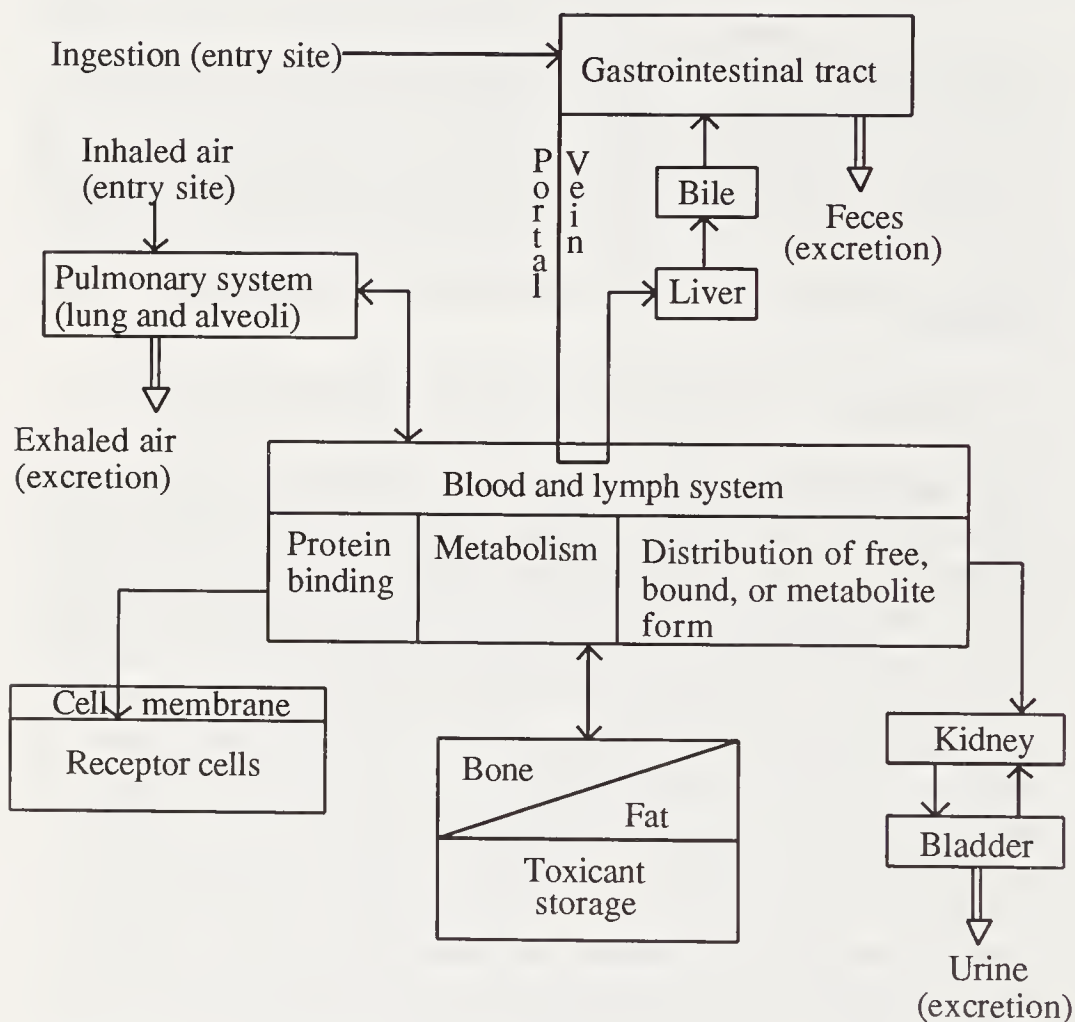 Ingestion (entry site)
Gastrointestinal tract
Inhaled air
(entry site)
Portal
Vein
Bile
Feces
(excretion)
Pulmonary system
(lung and alveoli)
Liver
Exhaled air
(excretion)
Blood and lymph system
Protein
binding
Metabolism
Distribution of free,
bound, or metabolite
form
Cell membrane
Receptor cells
Bone
Fat
Toxicant
storage
Kidney
Bladder
Urine
(excretion)